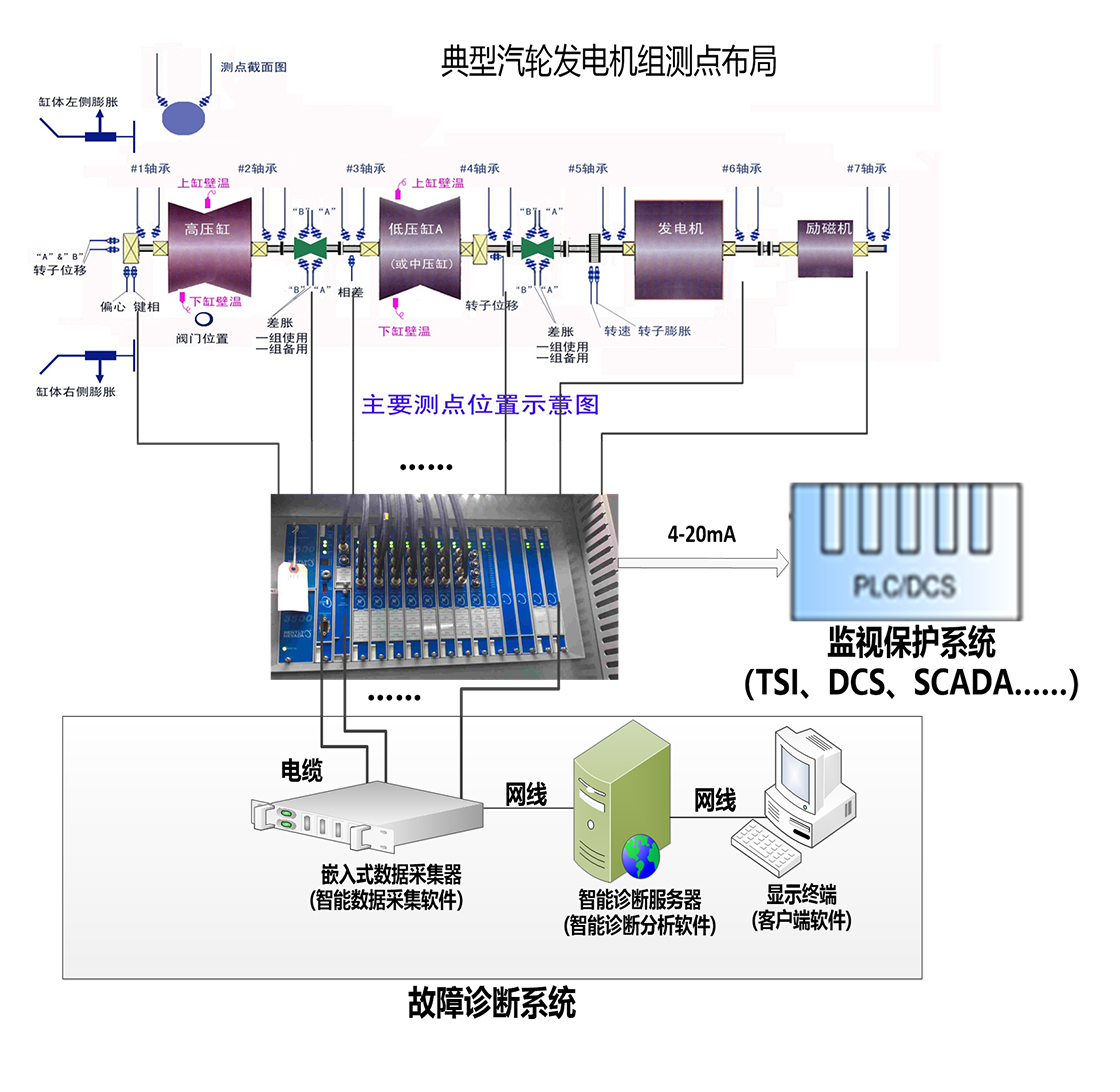 典型汽轮发电机组测点布局
测点截面图
缸体左侧膨胀
#1轴承
#2轴承
#3轴承
#4轴承
#5轴承
#6轴承
#7轴承
上缸壁温
上缸壁温
"B" "A"
"B" "A"
高压缸
低压缸A
(或中压缸)
发电机
励磁机
"A" &" B"
转子位移
偏心 键相
下缸壁温
阀门位置
"B" "A"
差胀
一组使用
一组备用
相差
下缸壁温
转子位移
"B" "A"
差胀
一组使用
一组备用
转速 转子膨胀
缸体右侧膨胀
主要测点位置示意图
······
4-20mA
PLC/DCS
监视保护系统
(TSI、DCS、SCADA......)
······
电缆
网线
网线
嵌入式数据采集器
(智能数据采集软件)
智能诊断服务器
(智能诊断分析软件)
显示终端
(客户端软件)
故障诊断系统